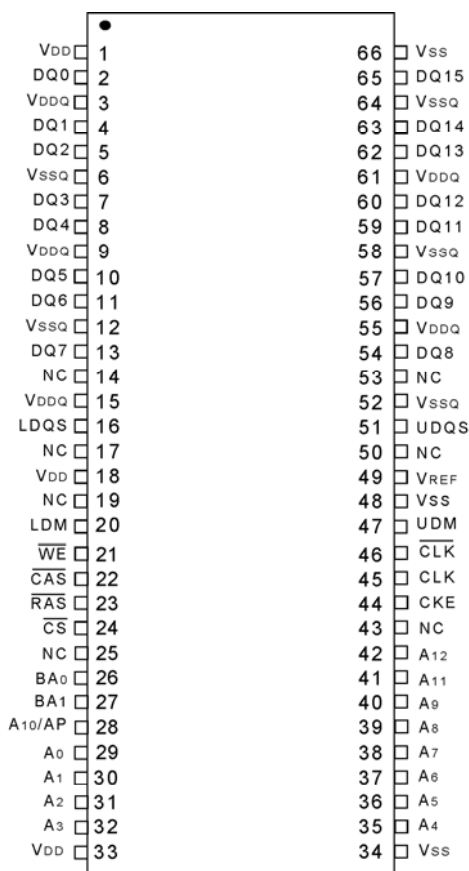 VDD 1 66 VSS
DQ0 2 65 DQ15
VDDQ 3 64 VSSQ
DQ1 4 63 DQ14
DQ2 5 62 DQ13
VSSQ 6 61 VDDQ
DQ3 7 60 DQ12
DQ4 8 59 DQ11
VDDQ 9 58 VSSQ
DQ5 10 57 DQ10
DQ6 11 56 DQ9
VSSQ 12 55 VDDQ
DQ7 13 54 DQ8
NC 14 53 NC
VDDQ 15 52 VSSQ
LDQS 16 51 UDQS
NC 17 50 NC
VDD 18 49 VREF
NC 19 48 VSS
LDM 20 47 UDM
W̅E̅ 21 46 C̅L̅K̅
C̅A̅S̅ 22 45 CLK
R̅A̅S̅ 23 44 CKE
C̅S̅ 24 43 NC
NC 25 42 A12
BA0 26 41 A11
BA1 27 40 A9
A10/AP 28 39 A8
A0 29 38 A7
A1 30 37 A6
A2 31 36 A5
A3 32 35 A4
VDD 33 34 VSS